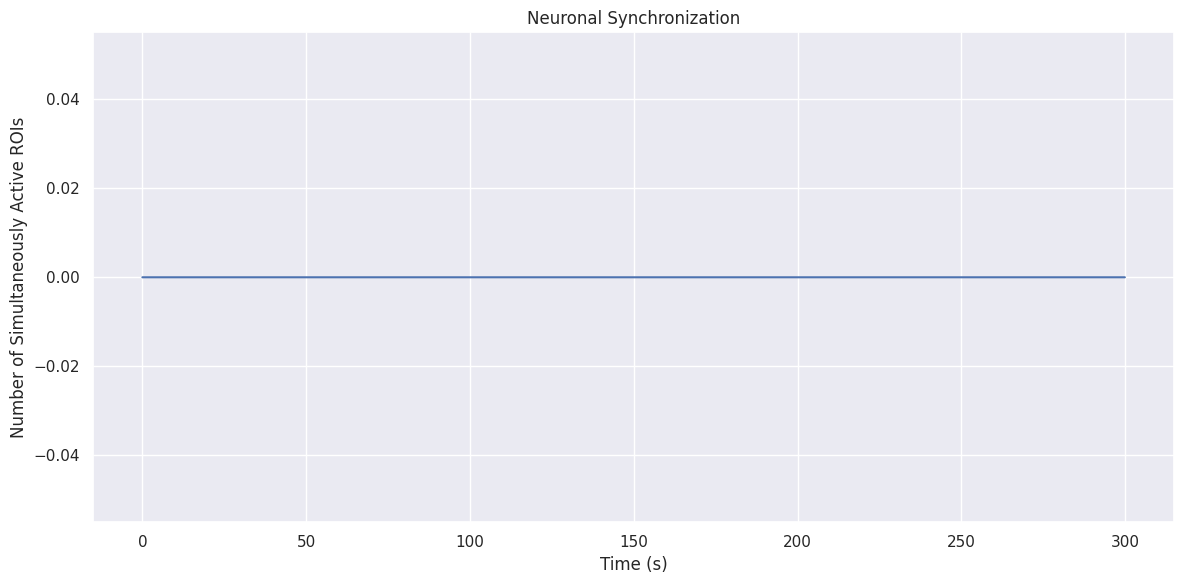 Neuronal Synchronization
Number of Simultaneously Active ROIs
0.04
0.02
0.00
−0.02
−0.04
0 50 100 150 200 250 300
Time (s)